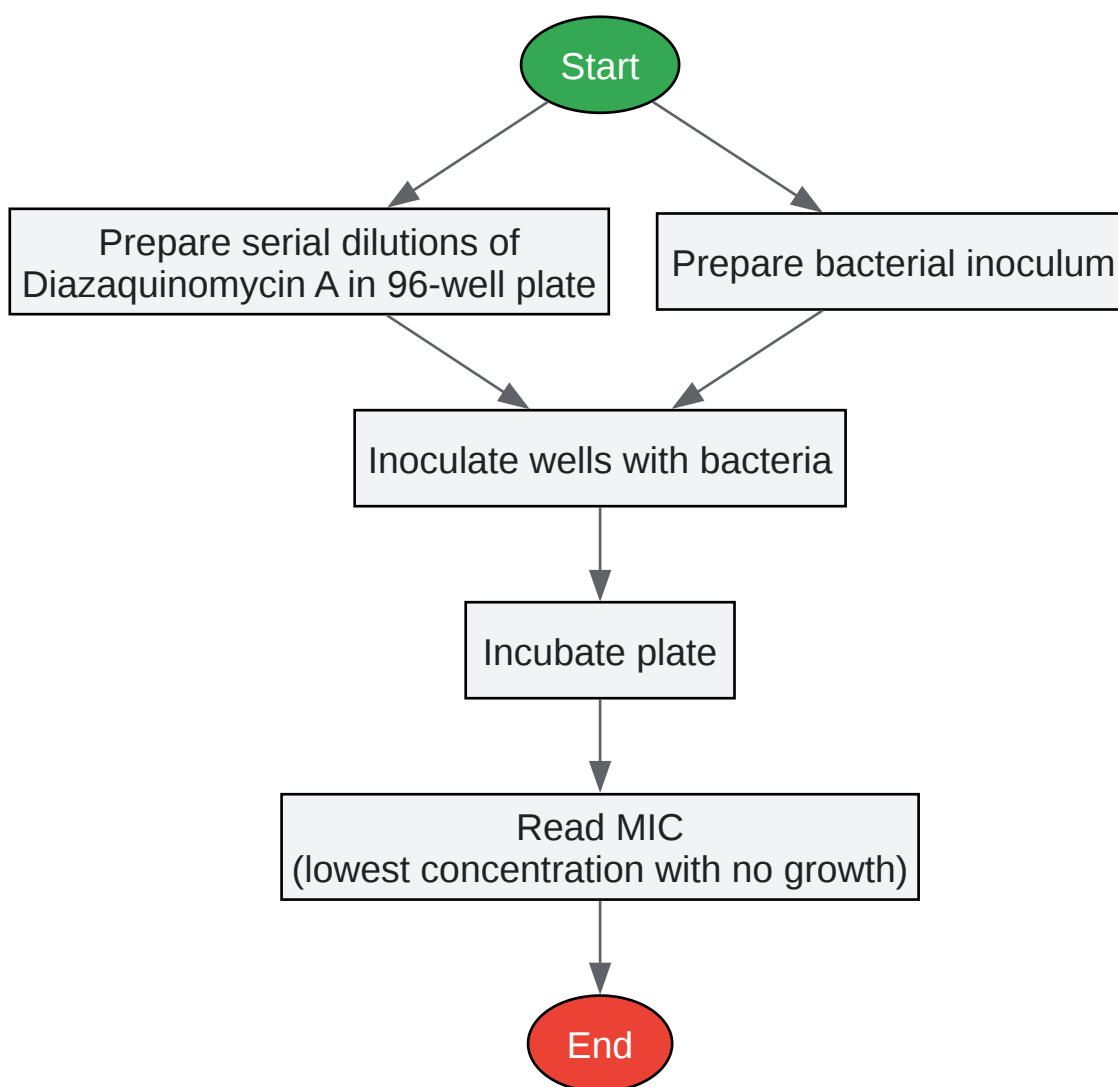 Start
Prepare serial dilutions of
Diazaquinomycin A in 96-well plate
Prepare bacterial inoculum
Inoculate wells with bacteria
Incubate plate
Read MIC
(lowest concentration with no growth)
End